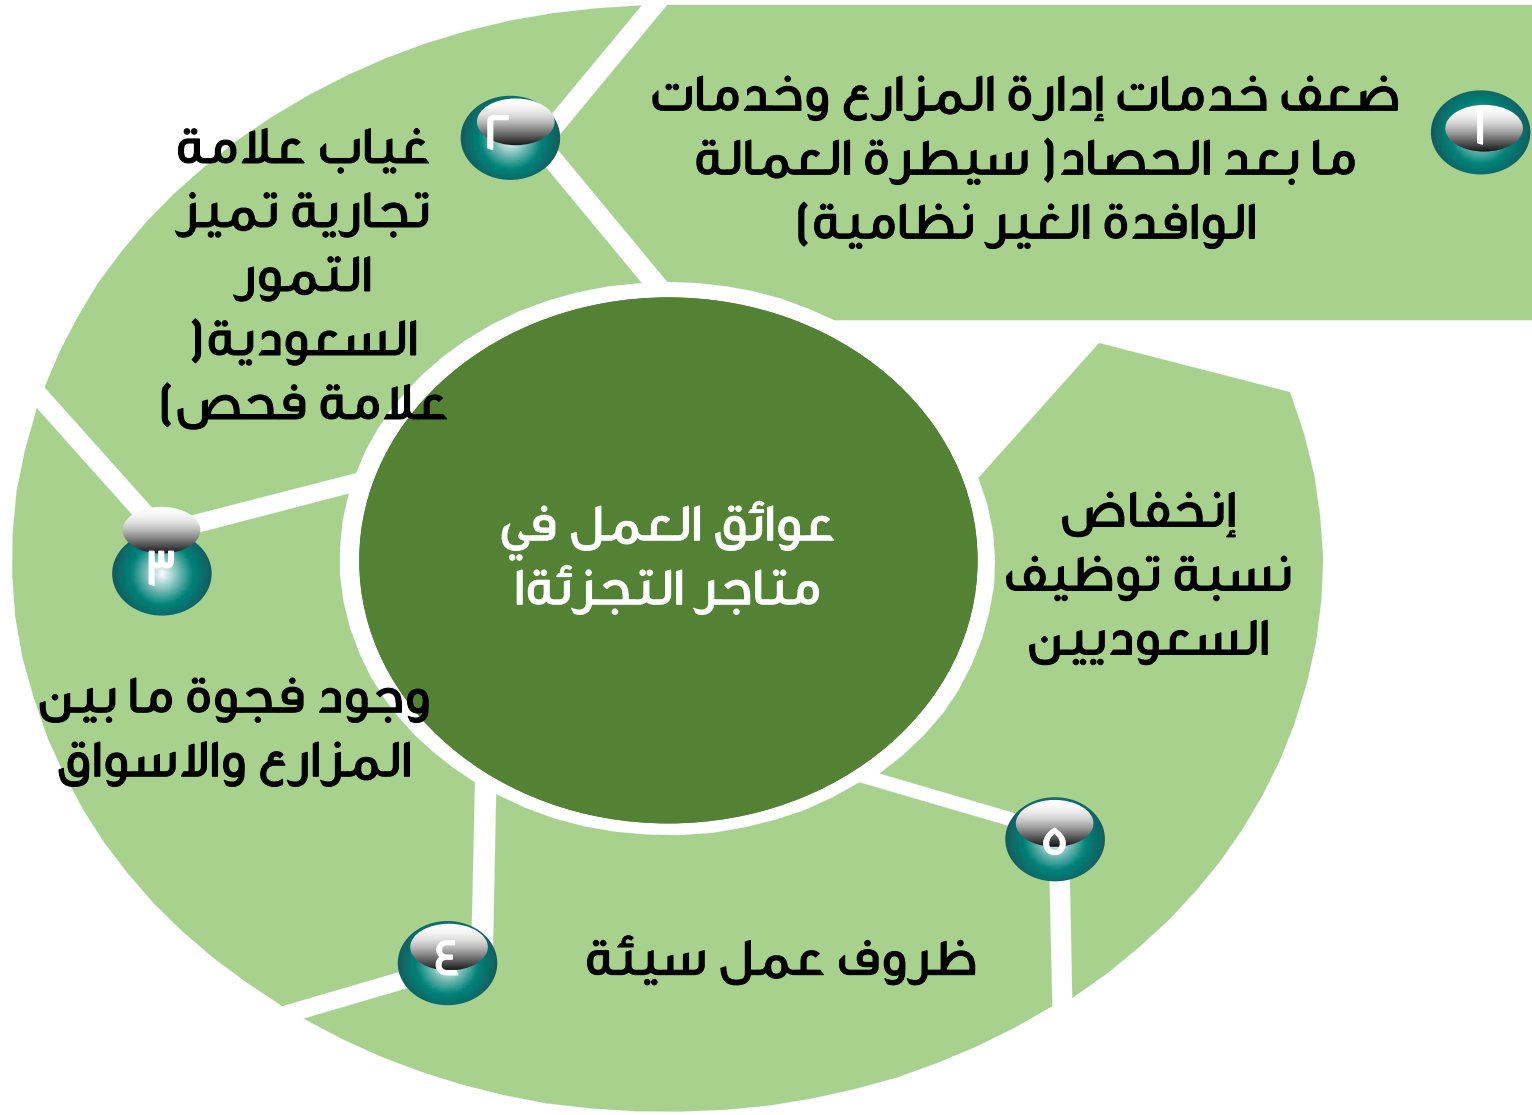 ١
ضعف خدمات إدارة المزارع وخدمات
ما بعد الحصاد( سيطرة العمالة
الوافدة الغير نظامية)
٢
غياب علامة
تجارية تميز
التمور
السعودية(
علامة فحص)
٣
وجود فجوة ما بين
المزارع والاسواق
٤
ظروف عمل سيئة
٥
إنخفاض
نسبة توظيف
السعوديين
عوائق العمل في
متاجر التجزئةا